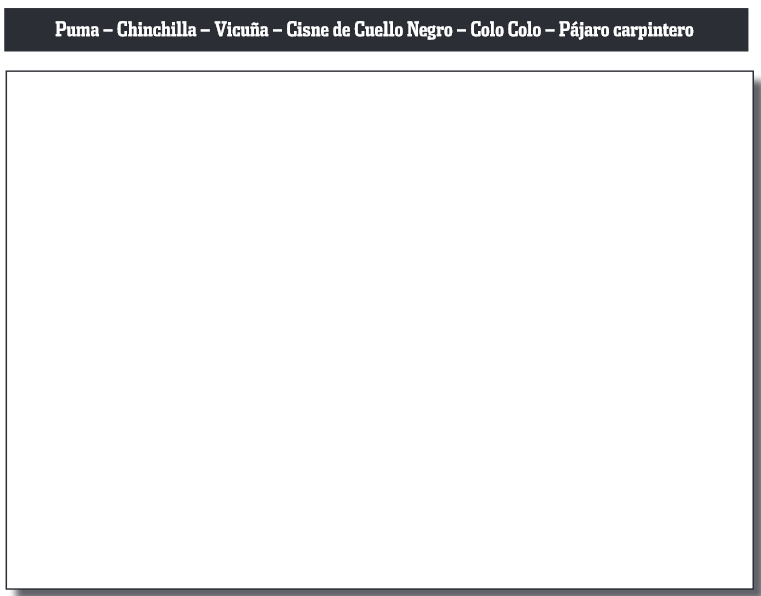 Puma – Chinchilla – Vicuña – Cisne de Cuello Negro – Colo Colo – Pájaro carpintero